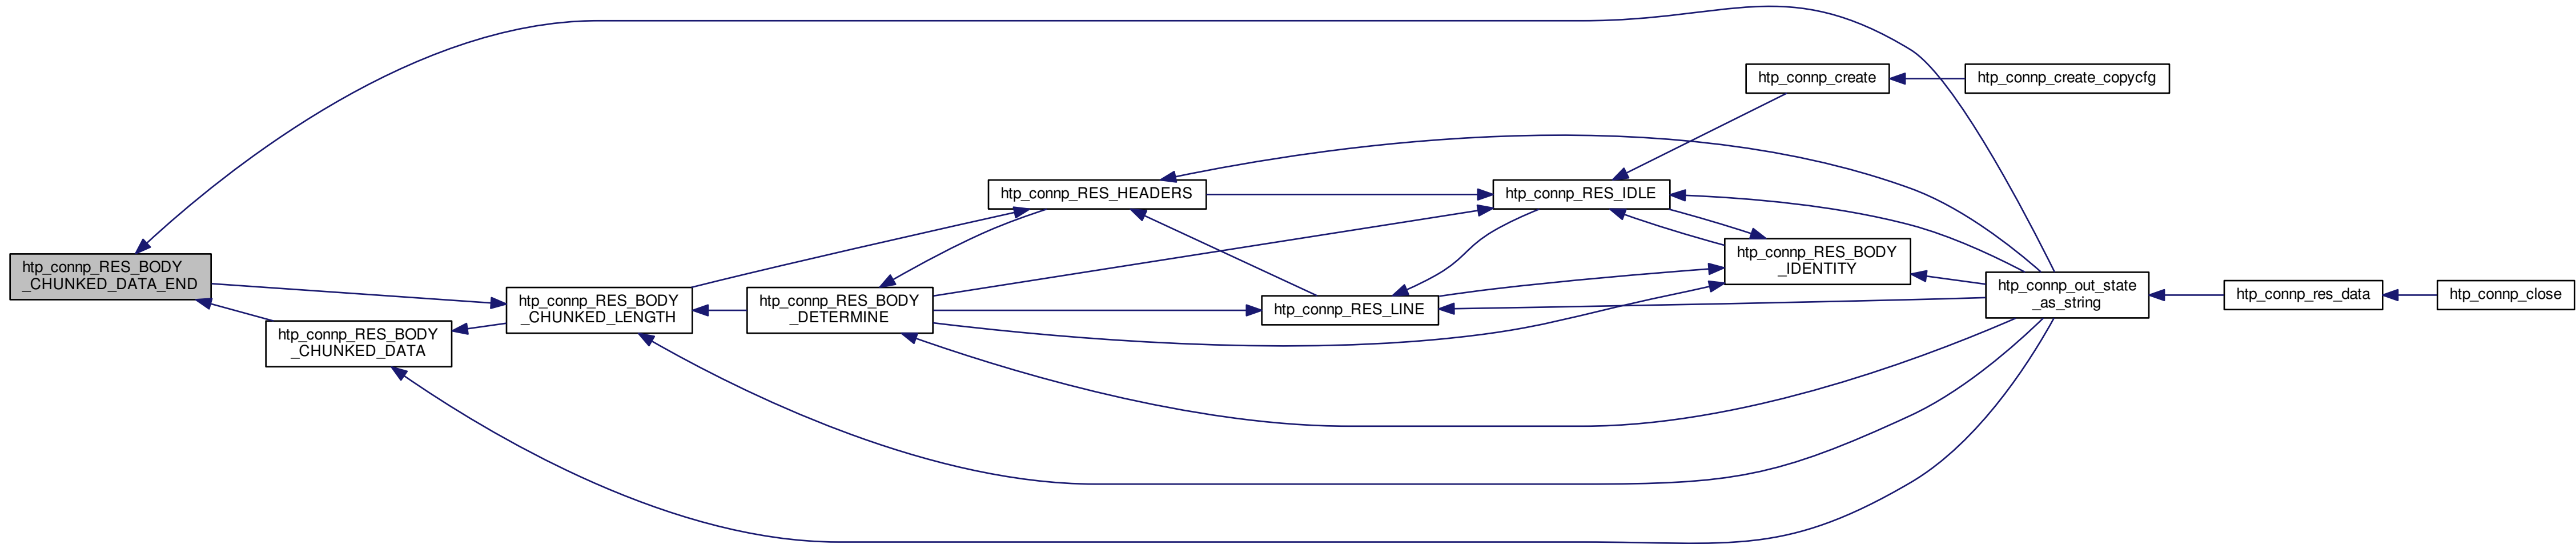 htp_connp_create
htp_connp_create_copycfg
htp_connp_RES_HEADERS
htp_connp_RES_IDLE
htp_connp_RES_BODY
_IDENTITY
htp_connp_RES_BODY
_CHUNKED_DATA_END
htp_connp_RES_BODY
_CHUNKED_LENGTH
htp_connp_RES_BODY
_DETERMINE
htp_connp_RES_LINE
htp_connp_out_state
_as_string
htp_connp_res_data
htp_connp_close
htp_connp_RES_BODY
_CHUNKED_DATA